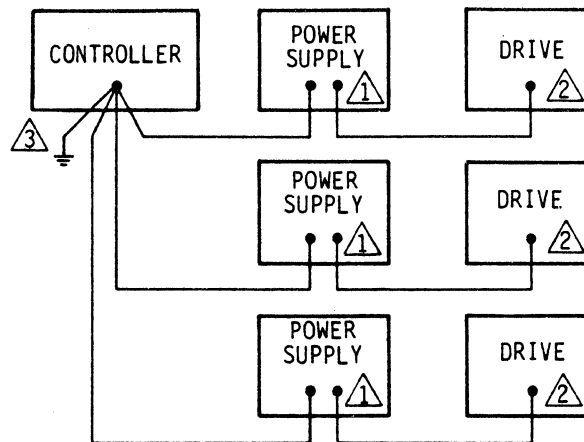 CONTROLLER
3
POWER
SUPPLY
1
DRIVE
2
POWER
SUPPLY
1
DRIVE
2
POWER
SUPPLY
1
DRIVE
2